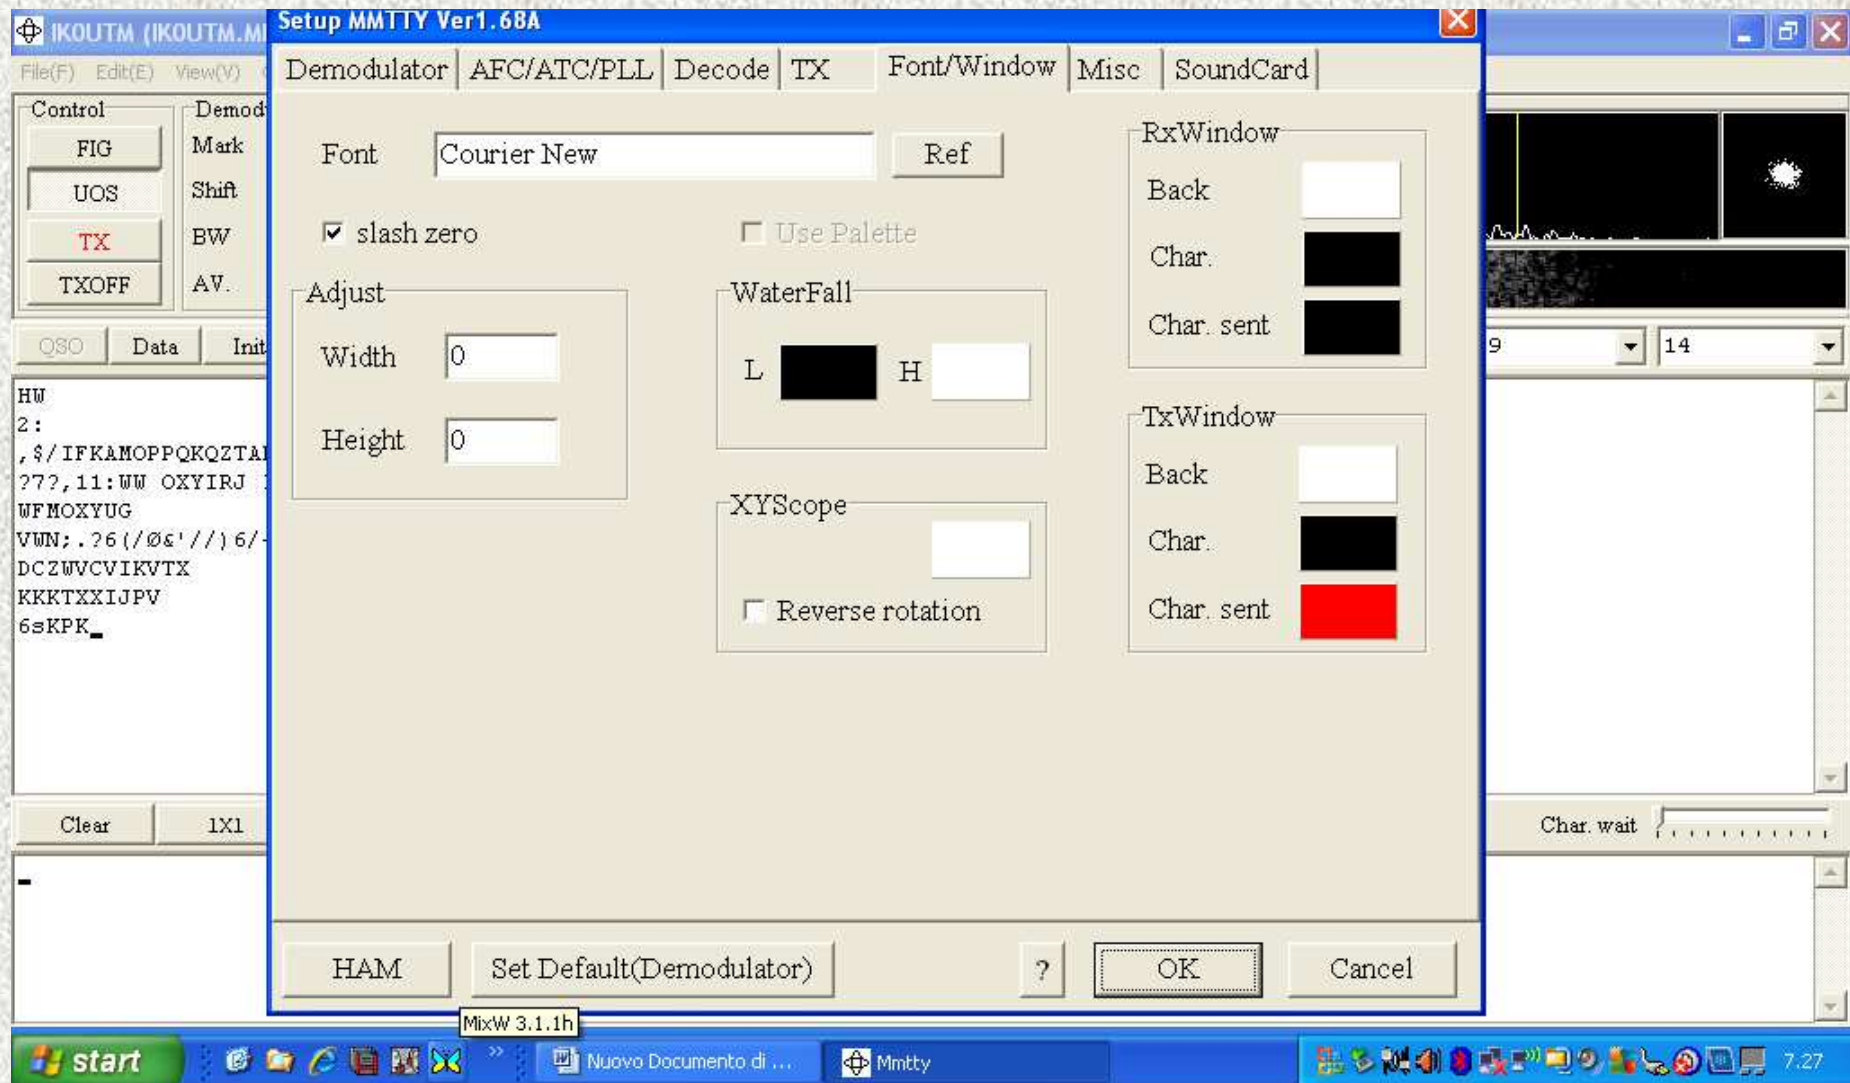 IK0UTM (IK0UTM.M
Setup MMTTY Ver1.68A
File(F) Edit(E) View(V)
Demodulator AFC/ATC/PLL Decode TX Font/Window Misc SoundCard
Control
FIG
UOS
TX
TXOFF
Demod
Mark
Shift
BW
AV.
Font Courier New Ref
slash zero
Use Palette
Adjust
Width 0
Height 0
WaterFall
L H
XYScope
Reverse rotation
RxWindow
Back
Char.
Char. sent
TxWindow
Back
Char.
Char. sent
QSO Data Init
9 14
HW
2:
,$/IFKAMOPPQKQZTA
?7?,11:WW OXYIRJ
WFMOXYUG
VWN;.?6(/Ø&'//)6/-
DCZWVCVIKVTX
KKKTXXIJPV
6sKPK_
Clear 1X1
Char. wait
HAM Set Default(Demodulator) ? OK Cancel
MixW 3.1.1h
start » Nuovo Documento di ... Mmtty 7.27